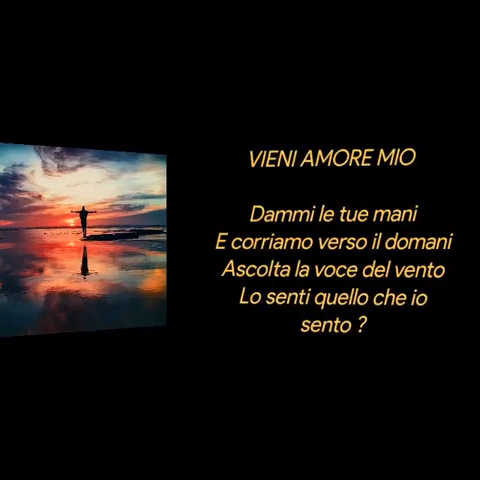 VIENI AMORE MIO
Dammi le tue mani
E corriamo verso il domani
Ascolta la voce del vento
Lo senti quello che io
sento ?